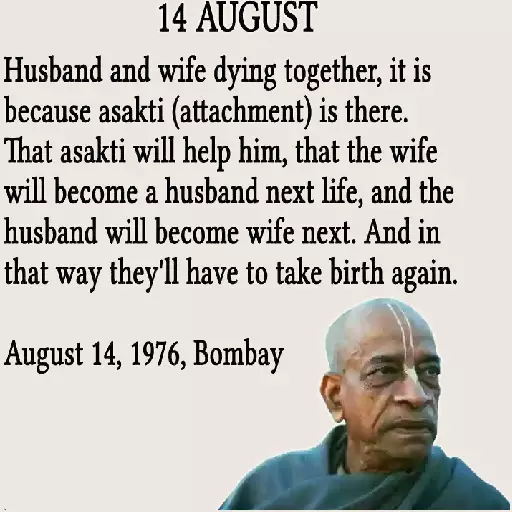 14 AUGUST
Husband and wife dying together, it is
because asakti (attachment) is there.
That asakti will help him, that the wife
will become a husband next life, and the
husband will become wife next. And in
that way they'll have to take birth again.
August 14, 1976, Bombay